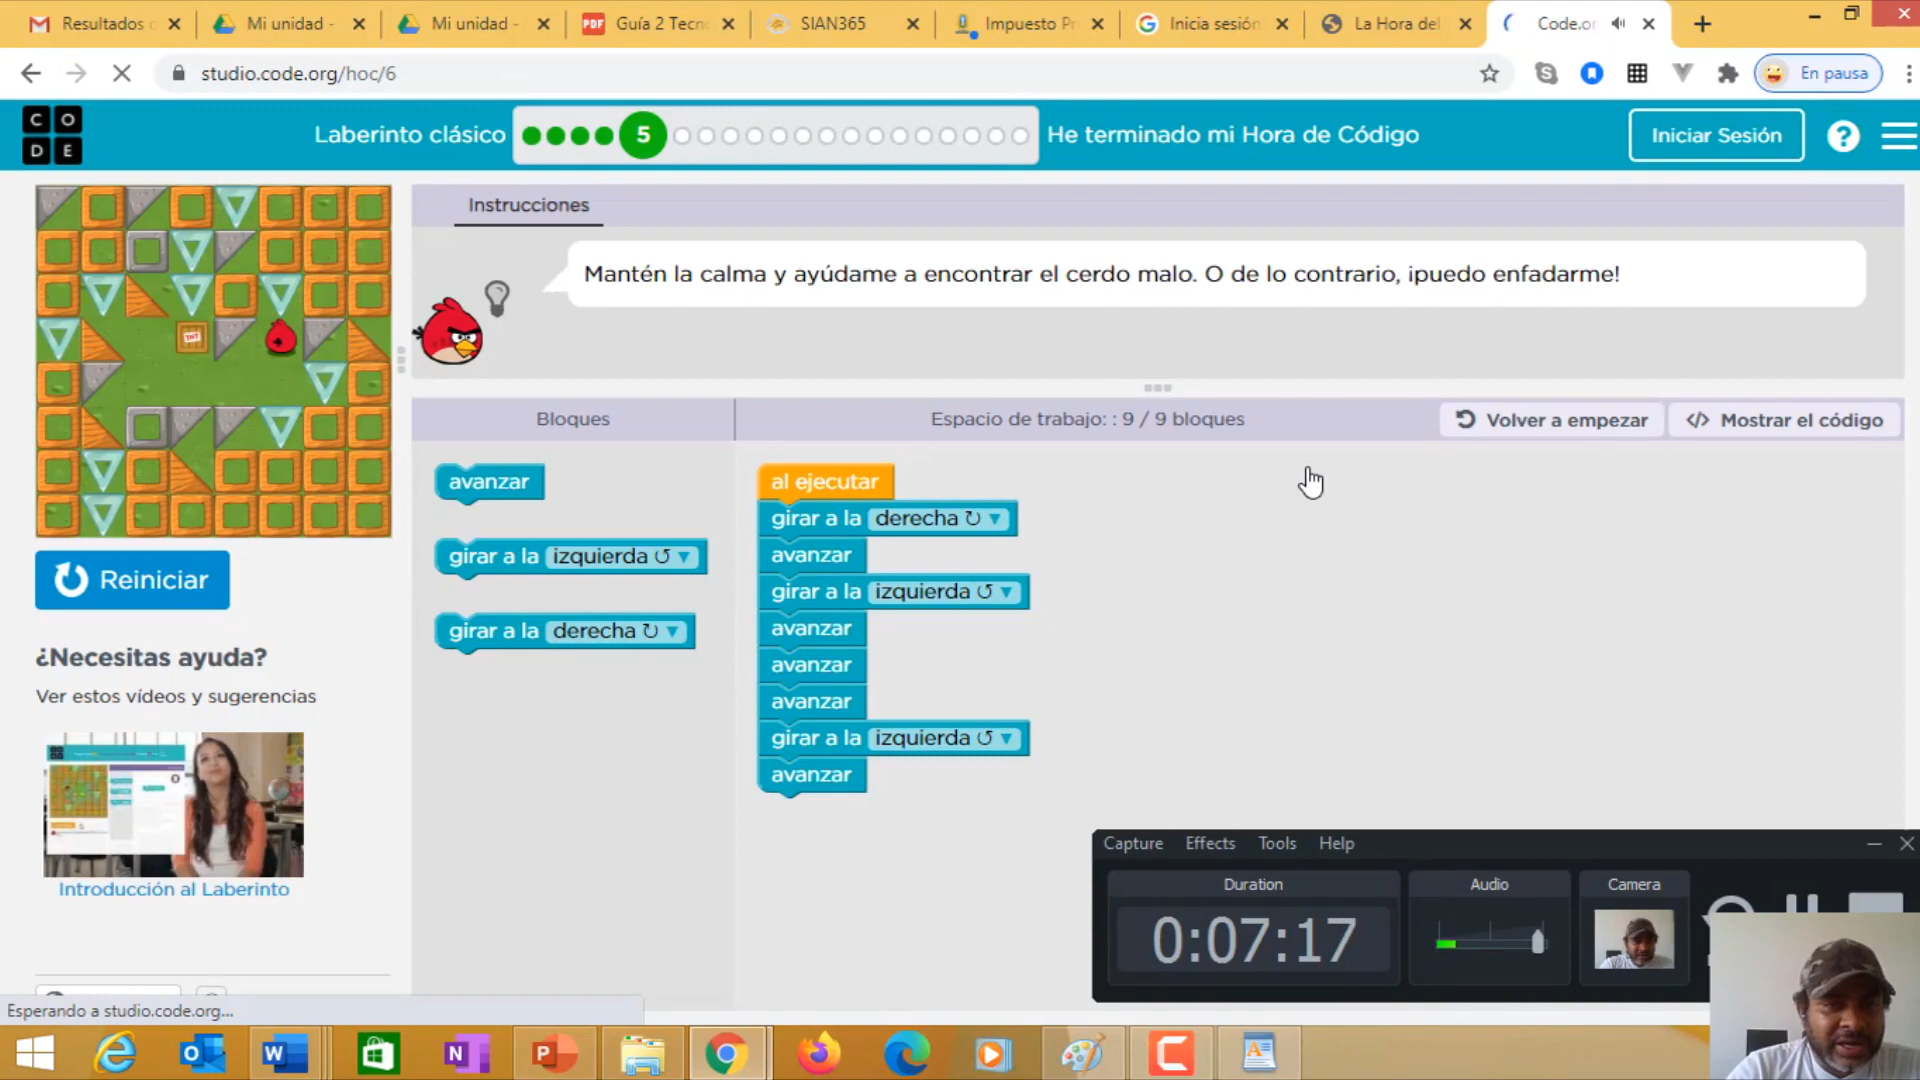 Resultados
Mi unidad -
Mi unidad -
PDF
Guía 2 Tecn
SIAN365
Impuesto Pr
Inicia sesión
La Hora del
Code.or
studio.code.org/hoc/6
En pausa
C O
D E
Laberinto clásico
5
He terminado mi Hora de Código
Iniciar Sesión
?
Instrucciones
Mantén la calma y ayúdame a encontrar el cerdo malo. O de lo contrario, ¡puedo enfadarme!
TNT
Bloques
Espacio de trabajo: : 9 / 9 bloques
Volver a empezar
</> Mostrar el código
avanzar
girar a la izquierda ↺ ▼
girar a la derecha ↻ ▼
al ejecutar
girar a la derecha ↻ ▼
avanzar
girar a la izquierda ↺ ▼
avanzar
avanzar
avanzar
girar a la izquierda ↺ ▼
avanzar
Reiniciar
¿Necesitas ayuda?
Ver estos vídeos y sugerencias
Introducción al Laberinto
Capture Effects Tools Help
Duration
Audio
Camera
0:07:17
Esperando a studio.code.org...